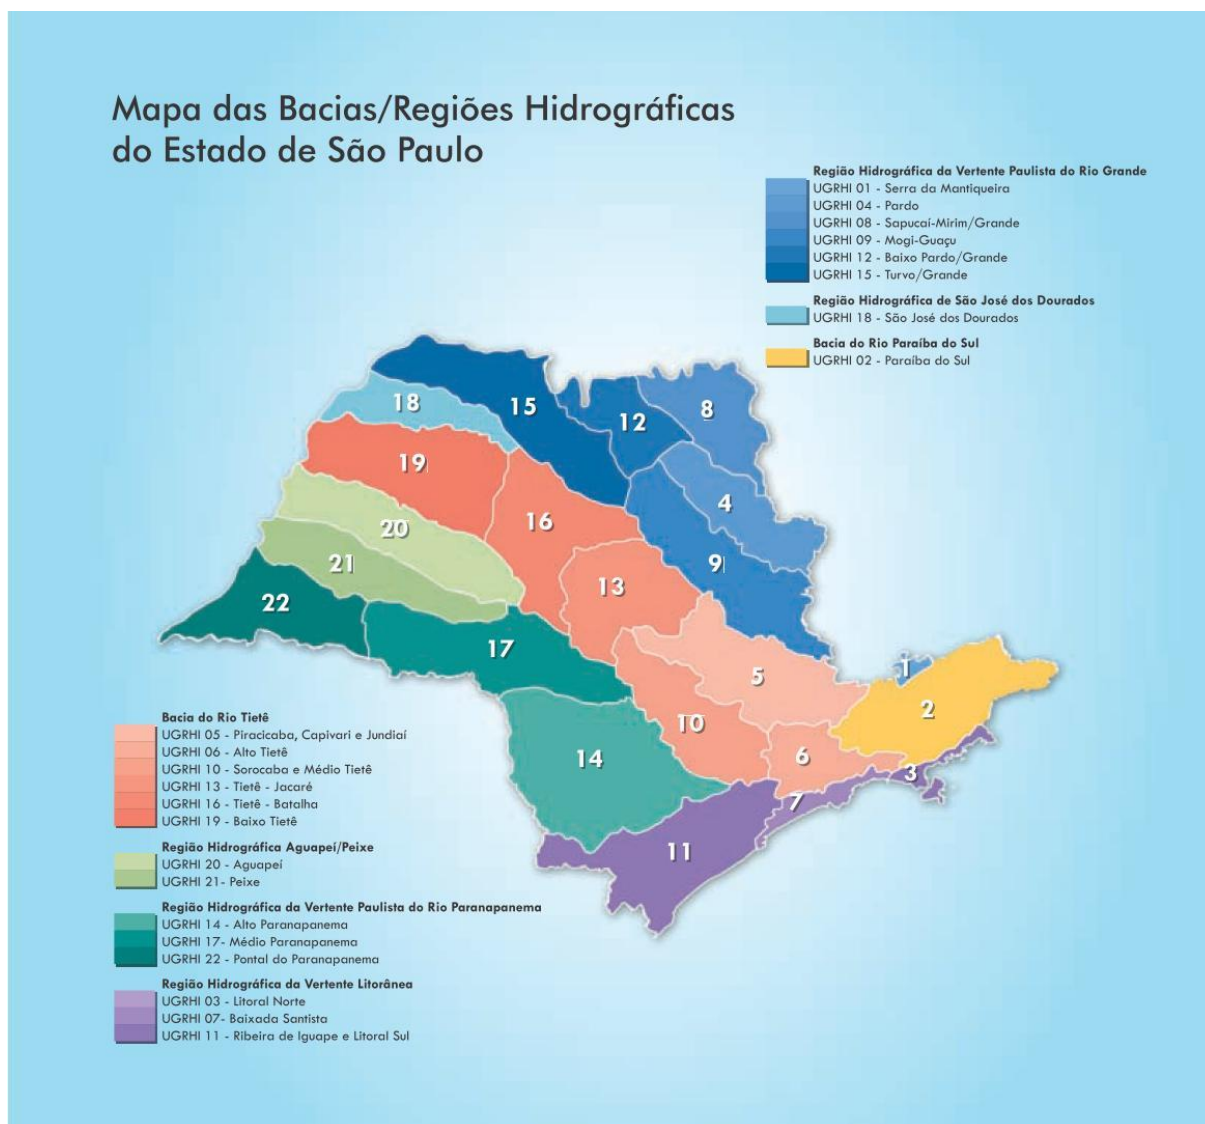 Mapa das Bacias/Regiões Hidrográficas
do Estado de São Paulo
Região Hidrográfica da Vertente Paulista do Rio Grande
UGRHI 01 - Serra da Mantiqueira
UGRHI 04 - Pardo
UGRHI 08 - Sapucaí-Mirim/Grande
UGRHI 09 - Mogi-Guaçu
UGRHI 12 - Baixo Pardo/Grande
UGRHI 15 - Turvo/Grande
Região Hidrográfica de São José dos Dourados
UGRHI 18 - São José dos Dourados
Bacia do Rio Paraíba do Sul
UGRHI 02 - Paraíba do Sul
18
15
12
8
19
16
4
20
21
9
13
22
17
5
1
2
10
6
14
3
7
11
Bacia do Rio Tietê
UGRHI 05 - Piracicaba, Capivari e Jundiaí
UGRHI 06 - Alto Tietê
UGRHI 10 - Sorocaba e Médio Tietê
UGRHI 13 - Tietê - Jacaré
UGRHI 16 - Tietê - Batalha
UGRHI 19 - Baixo Tietê
Região Hidrográfica Aguapeí/Peixe
UGRHI 20 - Aguapeí
UGRHI 21- Peixe
Região Hidrográfica da Vertente Paulista do Rio Paranapanema
UGRHI 14 - Alto Paranapanema
UGRHI 17- Médio Paranapanema
UGRHI 22 - Pontal do Paranapanema
Região Hidrográfica da Vertente Litorânea
UGRHI 03 - Litoral Norte
UGRHI 07- Baixada Santista
UGRHI 11 - Ribeira de Iguape e Litoral Sul